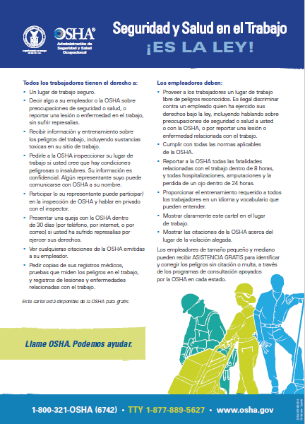 OSHA®
Administración de
Seguridad y Salud
Ocupacional
Seguridad y Salud en el Trabajo
¡ES LA LEY!
Todos los trabajadores tienen el derecho a:
• Un lugar de trabajo seguro.
• Decir algo a su empleador o la OSHA sobre
preocupaciones de seguridad o salud, o
reportar una lesión o enfermedad en el trabajo,
sin sufrir represalias.
• Recibir información y entrenamiento sobre
los peligros del trabajo, incluyendo sustancias
toxicas en su sitio de trabajo.
• Pedirle a la OSHA inspeccionar su lugar de
trabajo si usted cree que hay condiciones
peligrosas o insalubres. Su información es
confidencial. Algún representante suyo puede
comunicarse con OSHA a su nombre.
• Participar (o su representante puede participar)
en la inspección de OSHA y hablar en privado
con el inspector.
• Presentar una queja con la OSHA dentro
de 30 días (por teléfono, por internet, o por
correo) si usted ha sufrido represalias por
ejercer sus derechos.
• Ver cualesquieras citaciones de la OSHA emitidas
a su empleador.
• Pedir copias de sus registros médicos,
pruebas que miden los peligros en el trabajo,
y registros de lesiones y enfermedades
relacionadas con el trabajo.
Este cartel está disponible de la OSHA para gratis.
Llame OSHA. Podemos ayudar.
Los empleadores deben:
• Proveer a los trabajadores un lugar de trabajo
libre de peligros reconocidos. Es ilegal discriminar
contra un empleado quien ha ejercido sus
derechos bajo la ley, incluyendo hablando sobre
preocupaciones de seguridad o salud a usted
o con la OSHA, o por reportar una lesión o
enfermedad relacionada con el trabajo.
• Cumplir con todas las normas aplicables
de la OSHA.
• Reportar a la OSHA todas las fatalidades
relacionadas con el trabajo dentro de 8 horas,
y todas hospitalizaciones, amputaciones y la
perdida de un ojo dentro de 24 horas.
• Proporcionar el entrenamiento requerido a todos
los trabajadores en un idioma y vocabulario que
pueden entender.
• Mostrar claramente este cartel en el lugar
de trabajo.
• Mostrar las citaciones de la OSHA acerca del
lugar de la violación alegada.
Los empleadores de tamaño pequeño y mediano
pueden recibir ASISTENCIA GRATIS para identificar
y corregir los peligros sin citación o multa, a través
de los programas de consultación apoyados
por la OSHA en cada estado.
1-800-321-OSHA (6742) • TTY 1-877-889-5627 • www.osha.gov